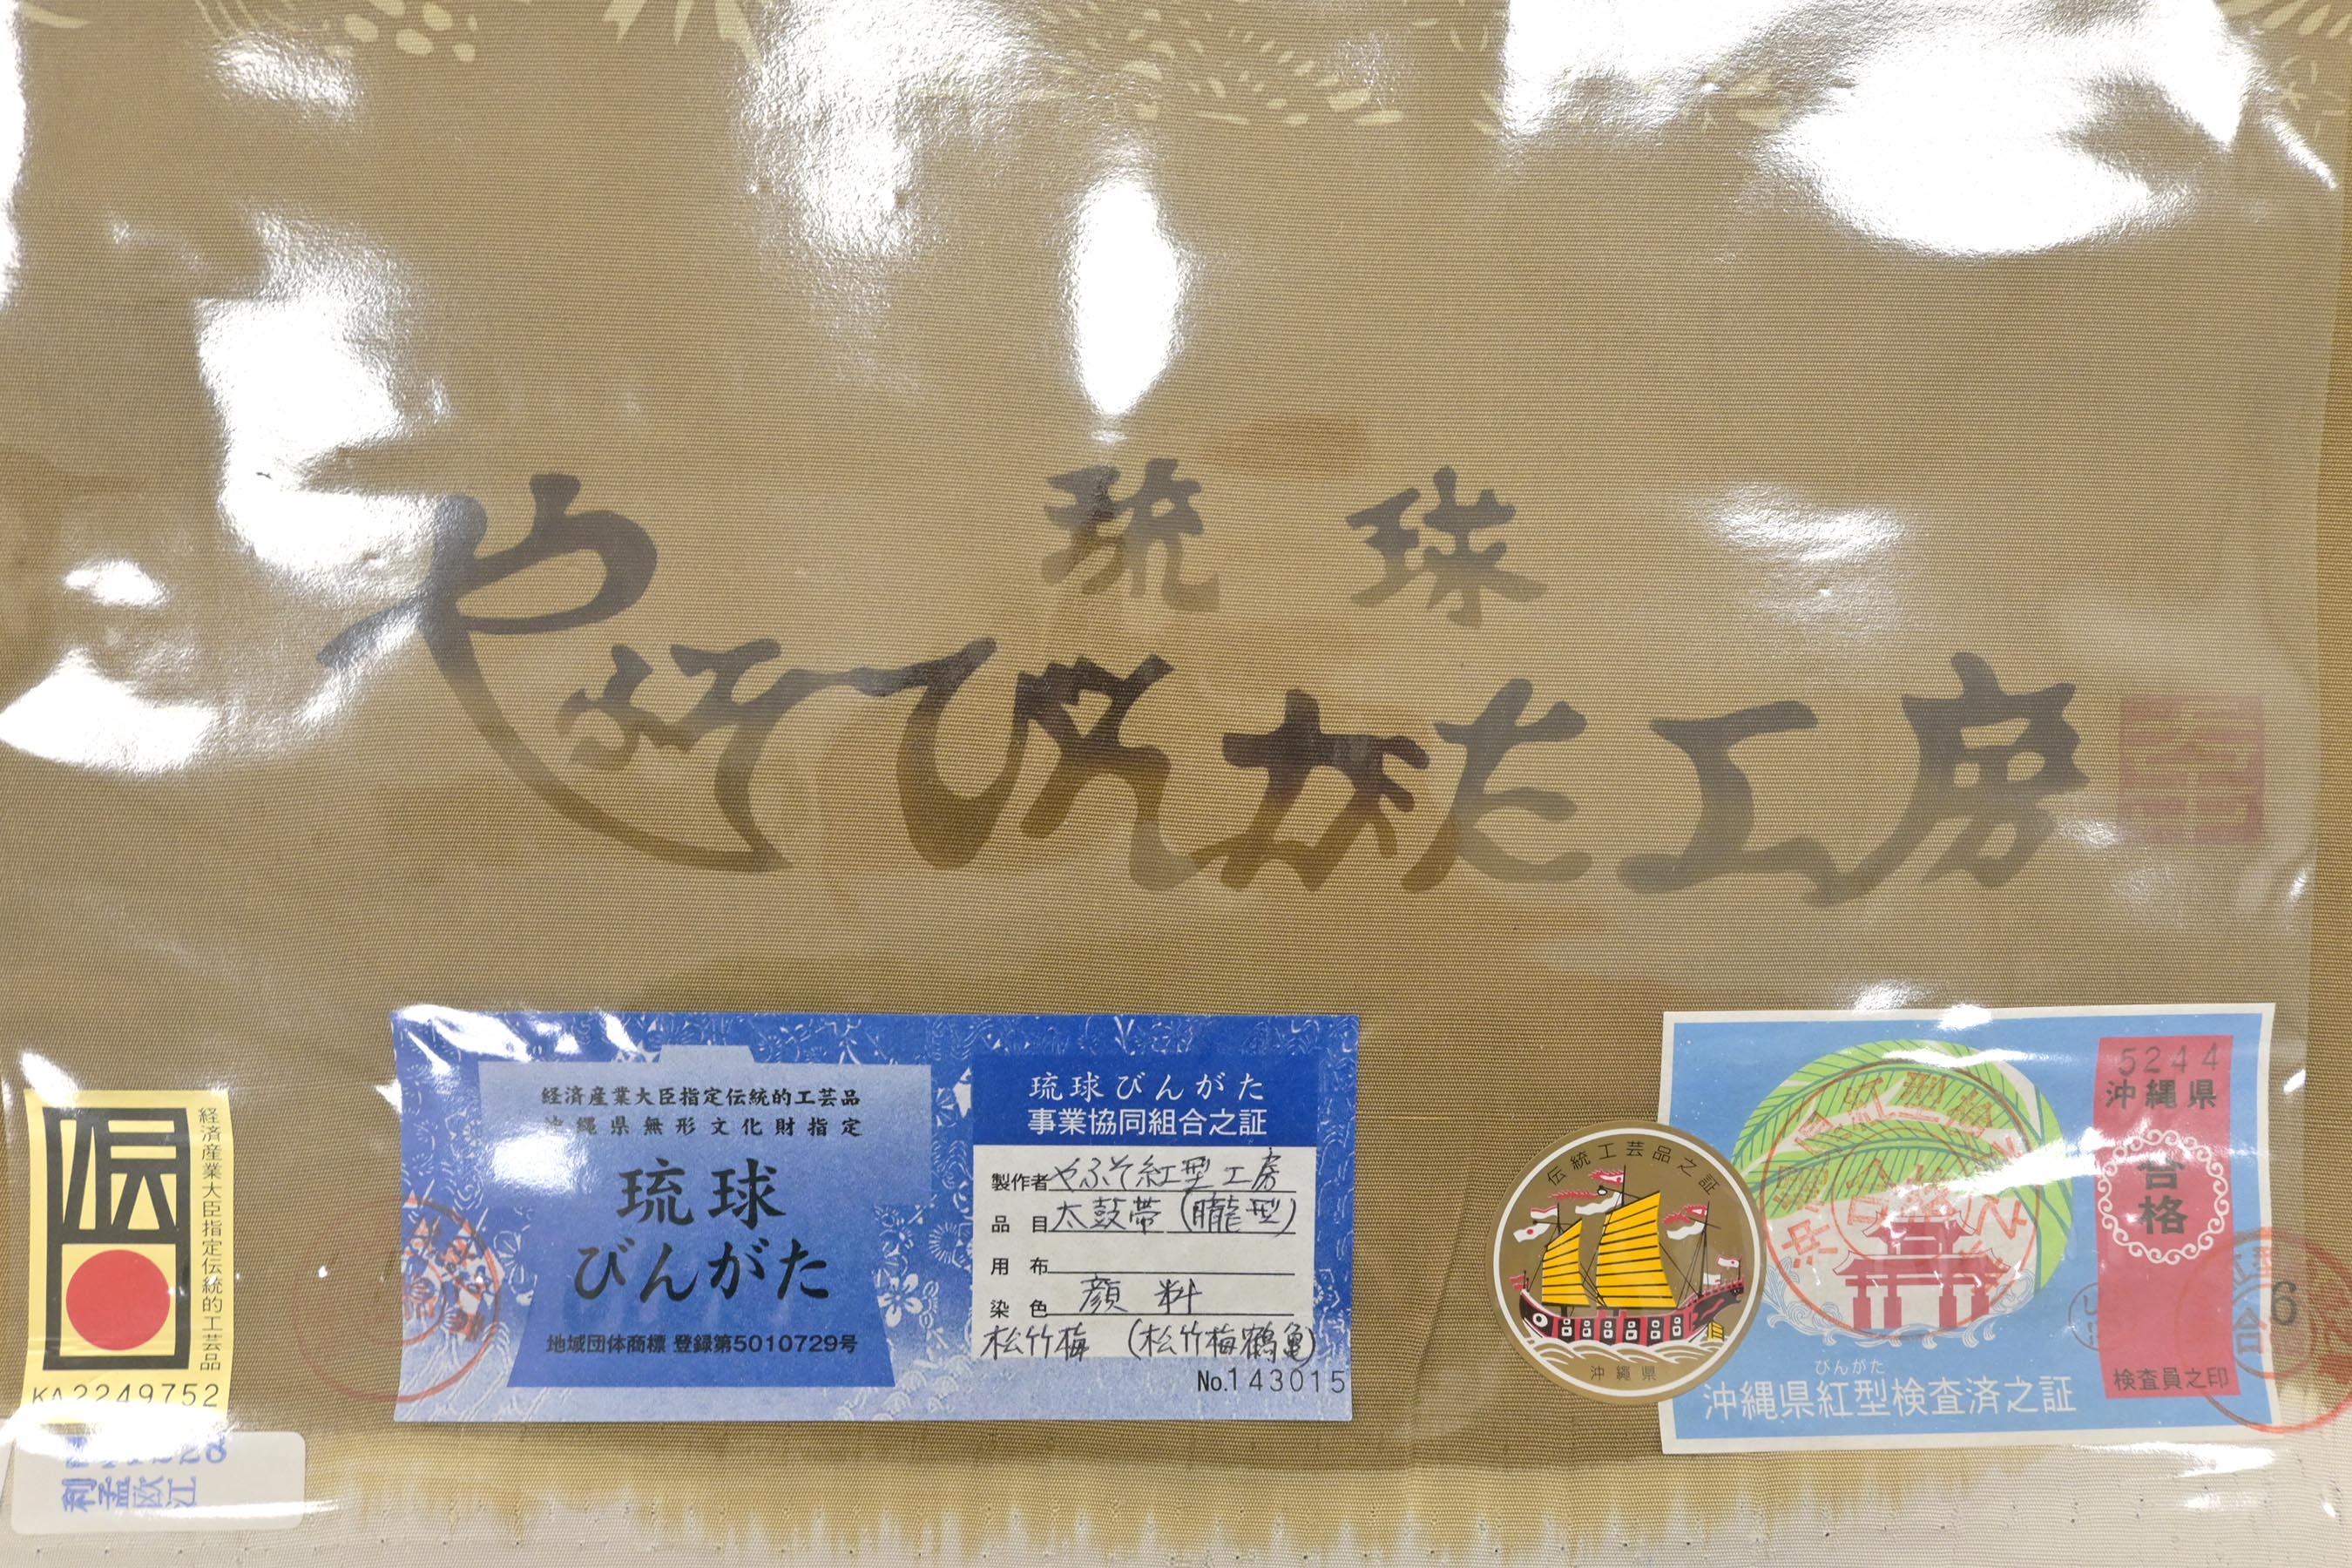 琉球
やふそびんがた工房
伝
経済産業大臣指定伝統的工芸品
KA2249752
経済産業大臣指定伝統的工芸品
沖縄県無形文化財指定
琉球
びんがた
地域団体商標 登録第5010729号
琉球びんがた
事業協同組合之証
製作者 やふそ紅型工房
品目 太鼓帯(朧型)
用布
染色 顔料
松竹梅 (松竹梅鶴亀)
No.143015
伝統工芸品之証
沖縄県
5244
沖縄県
合格
検査員之印
びんがた
沖縄県紅型検査済之証
6